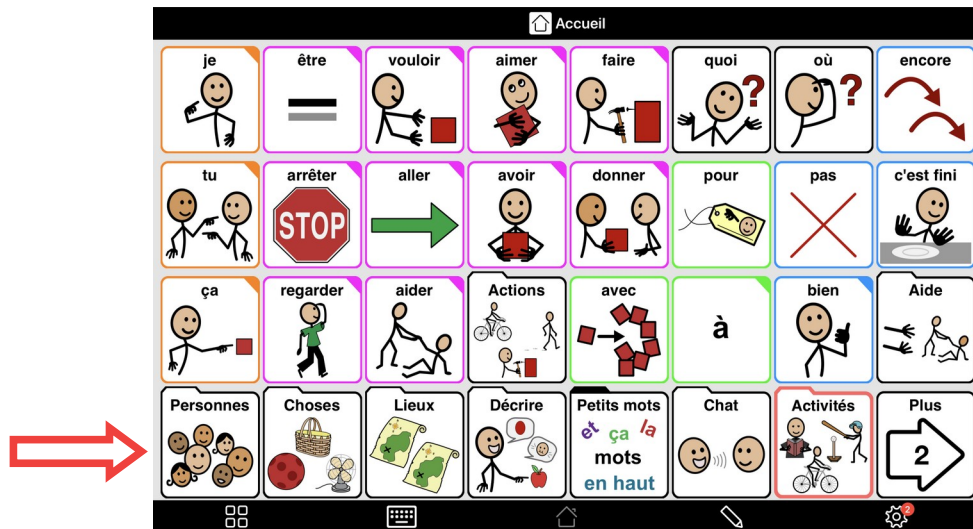 Accueil
je être vouloir aimer faire quoi où encore
? ?
tu arrêter aller avoir donner pour pas c'est fini
STOP
ça regarder aider Actions avec à bien Aide
Personnes Choses Lieux Décrire Petits mots Chat Activités Plus
et ça la
mots
en haut
2
2